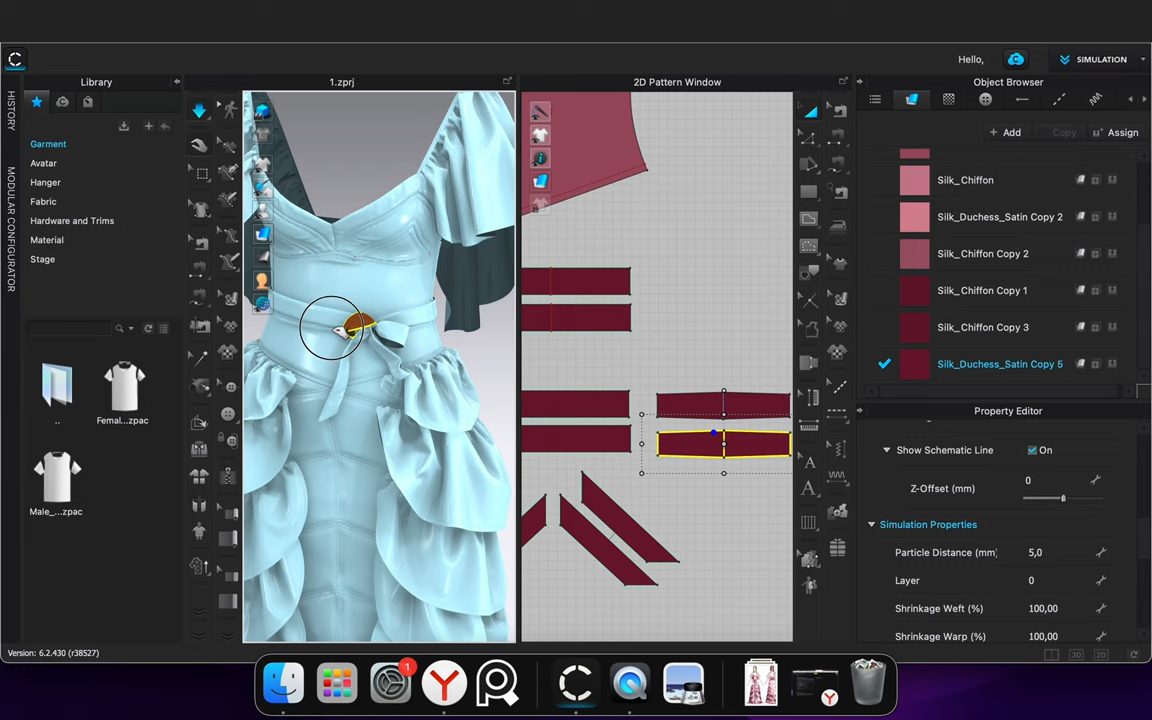 Hello,
SIMULATION
Library
1.zprj
2D Pattern Window
Object Browser
HISTORY
MODULAR CONFIGURATOR
Garment
Avatar
Hanger
Fabric
Hardware and Trims
Material
Stage
..
Femal...zpac
Male_...zpac
Add
Copy
Assign
Silk_Chiffon
Silk_Duchess_Satin Copy 2
Silk_Chiffon Copy 2
Silk_Chiffon Copy 1
Silk_Chiffon Copy 3
Silk_Duchess_Satin Copy 5
Property Editor
Show Schematic Line On
Z-Offset (mm) 0
Simulation Properties
Particle Distance (mm) 5,0
Layer 0
Shrinkage Weft (%) 100,00
Shrinkage Warp (%) 100,00
Version: 6.2.430 (r38527)
3D
2D
1